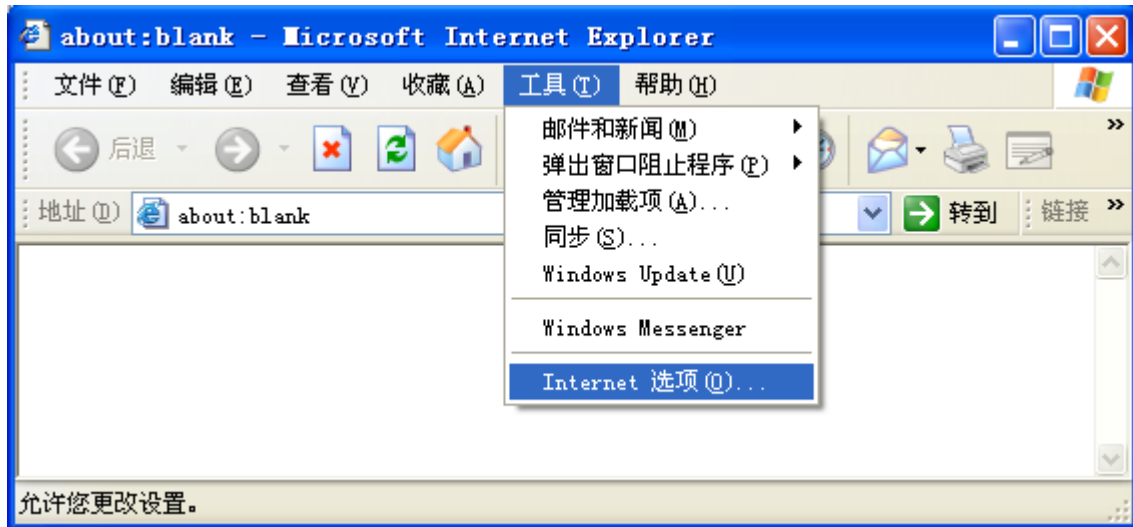 about:blank - Microsoft Internet Explorer
文件(F) 编辑(E) 查看(V) 收藏(A) 工具(T) 帮助(H)
后退
地址(D) about:blank 转到 链接
邮件和新闻(M)
弹出窗口阻止程序(P)
管理加载项(A)...
同步(S)...
Windows Update(U)
Windows Messenger
Internet 选项(O)...
允许您更改设置。